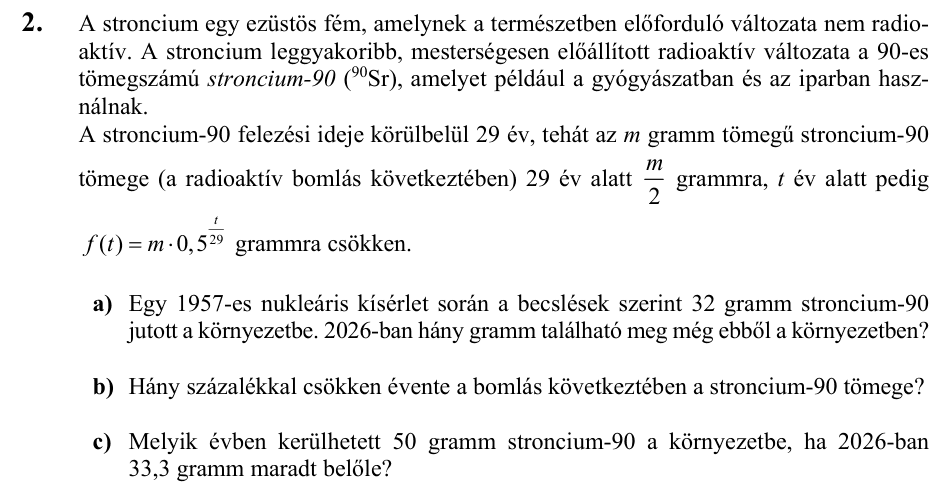 2. A stroncium egy ezüstös fém, amelynek a természetben előforduló változata nem radio-
aktív. A stroncium leggyakoribb, mesterségesen előállított radioaktív változata a 90-es
tömegszámú stroncium-90 (⁹⁰Sr), amelyet például a gyógyászatban és az iparban hasz-
nálnak.
A stroncium-90 felezési ideje körülbelül 29 év, tehát az m gramm tömegű stroncium-90
tömege (a radioaktív bomlás következtében) 29 év alatt m/2 grammra, t év alatt pedig
f(t) = m · 0,5^(t/29) grammra csökken.
a) Egy 1957-es nukleáris kísérlet során a becslések szerint 32 gramm stroncium-90
jutott a környezetbe. 2026-ban hány gramm található meg még ebből a környezetben?
b) Hány százalékkal csökken évente a bomlás következtében a stroncium-90 tömege?
c) Melyik évben kerülhetett 50 gramm stroncium-90 a környezetbe, ha 2026-ban
33,3 gramm maradt belőle?